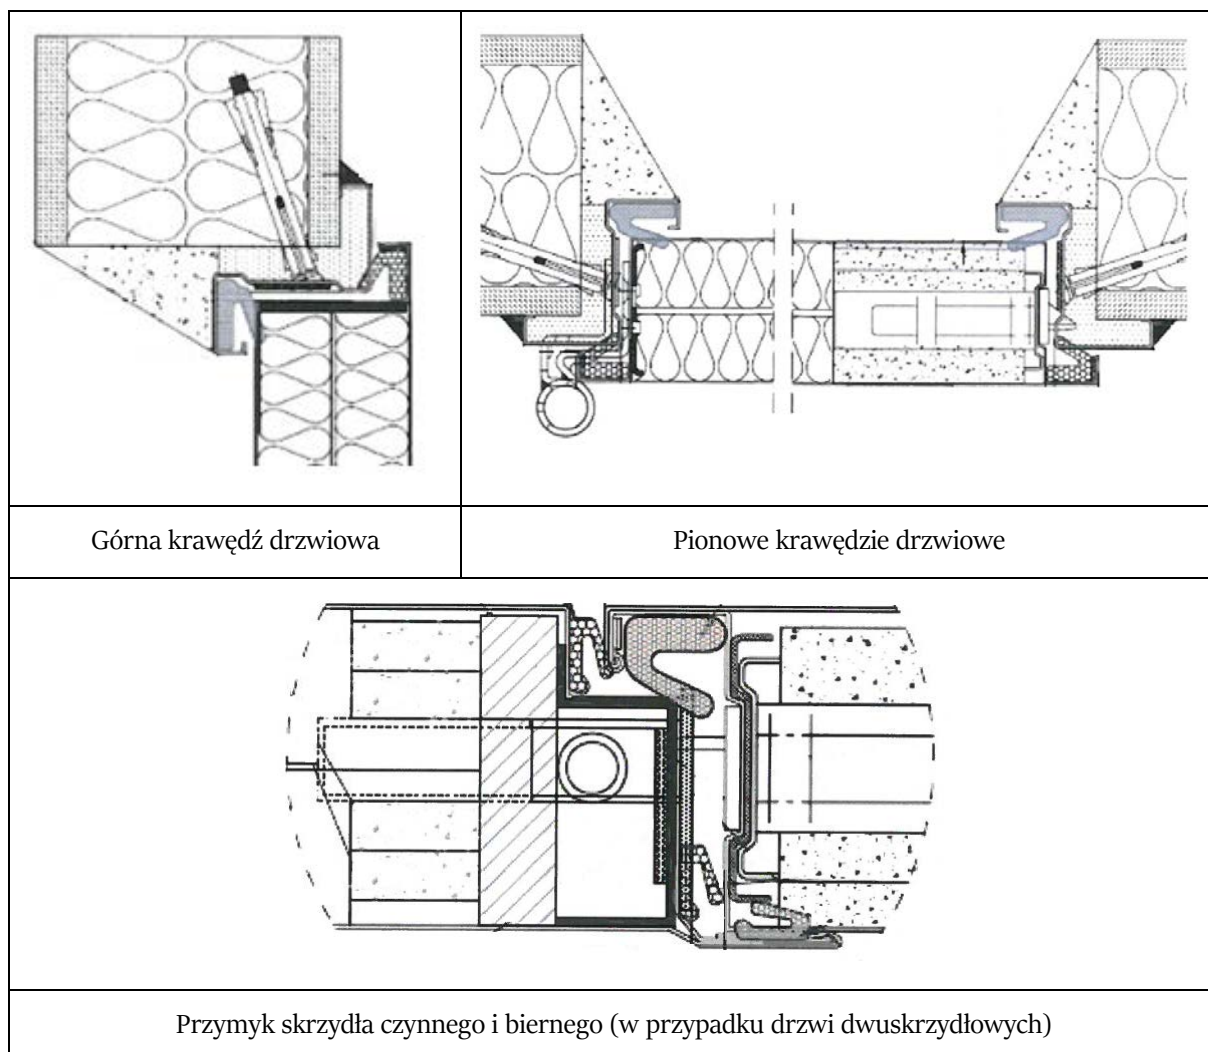 Górna krawędź drzwiowa
Pionowe krawędzie drzwiowe
Przymyk skrzydła czynnego i biernego (w przypadku drzwi dwuskrzydłowych)